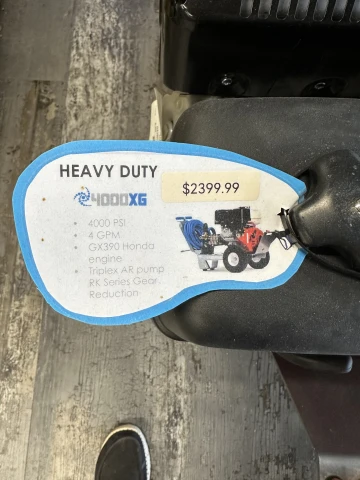 HEAVY DUTY
4000XG
$2399.99
• 4000 PSI
• 4 GPM
• GX390 Honda
engine
• Triplex AR pump
RK Series Gear
Reduction